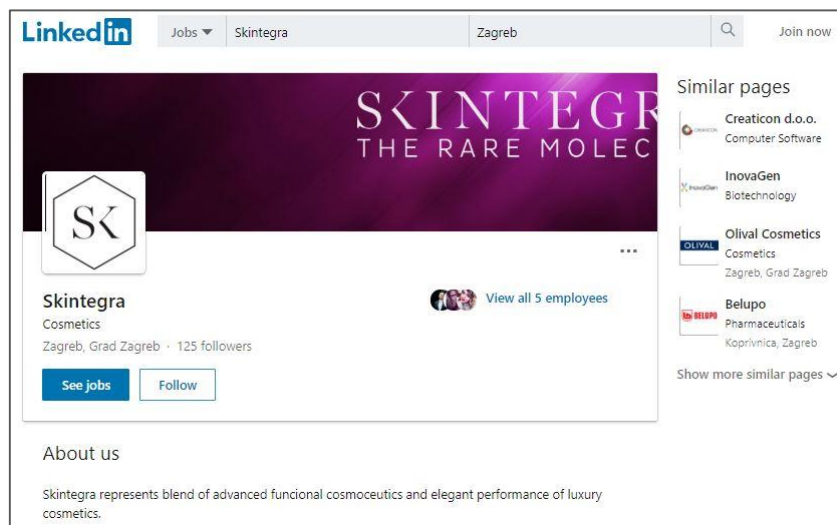 Linked in
Jobs Skintegra Zagreb Join now
SKINTEGR
THE RARE MOLEC
SK
Skintegra
Cosmetics
Zagreb, Grad Zagreb · 125 followers
View all 5 employees
See jobs Follow
About us
Skintegra represents blend of advanced funcional cosmoceutics and elegant performance of luxury
cosmetics.
Similar pages
Creaticon d.o.o.
Computer Software
InovaGen
InovaGen
Biotechnology
OLIVAL
Olival Cosmetics
Cosmetics
Zagreb, Grad Zagreb
BELUPO
Belupo
Pharmaceuticals
Koprivnica, Zagreb
Show more similar pages